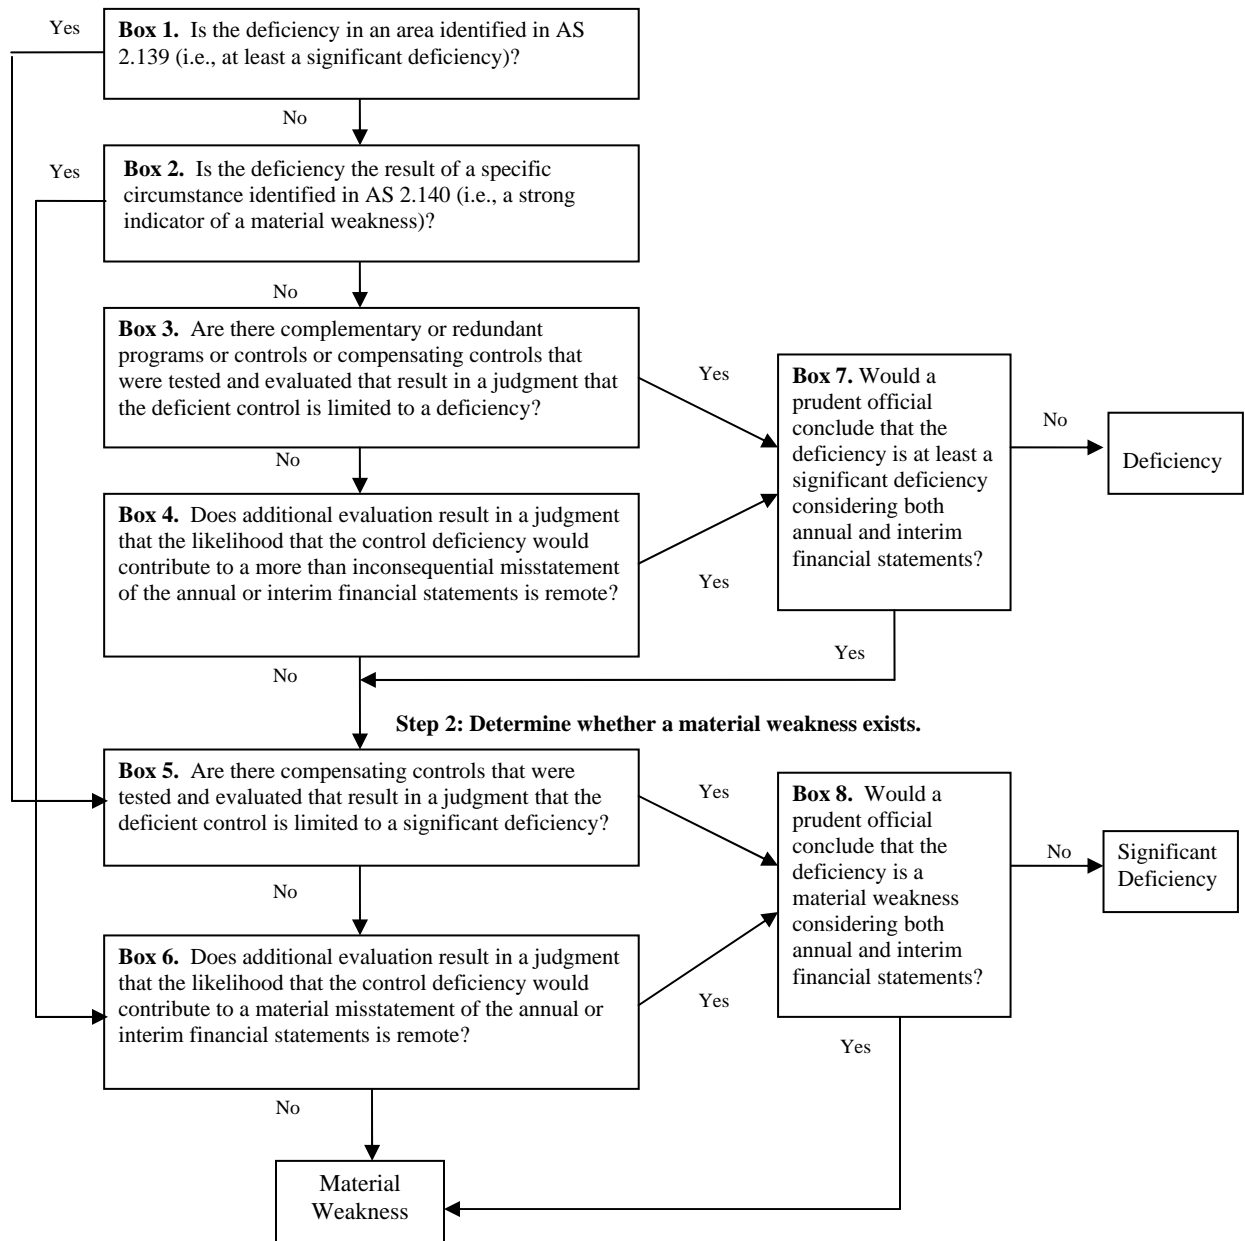 Yes
Box 1. Is the deficiency in an area identified in AS
2.139 (i.e., at least a significant deficiency)?
No
Yes
Box 2. Is the deficiency the result of a specific
circumstance identified in AS 2.140 (i.e., a strong
indicator of a material weakness)?
No
Box 3. Are there complementary or redundant
programs or controls or compensating controls that
were tested and evaluated that result in a judgment that
the deficient control is limited to a deficiency?
Yes
No
Box 4. Does additional evaluation result in a judgment
that the likelihood that the control deficiency would
contribute to a more than inconsequential misstatement
of the annual or interim financial statements is remote?
Yes
No
Box 7. Would a
prudent official
conclude that the
deficiency is at least a
significant deficiency
considering both
annual and interim
financial statements?
No
Deficiency
Yes
Step 2: Determine whether a material weakness exists.
Box 5. Are there compensating controls that were
tested and evaluated that result in a judgment that the
deficient control is limited to a significant deficiency?
Yes
No
Box 6. Does additional evaluation result in a judgment
that the likelihood that the control deficiency would
contribute to a material misstatement of the annual or
interim financial statements is remote?
Yes
No
Box 8. Would a
prudent official
conclude that the
deficiency is a
material weakness
considering both
annual and interim
financial statements?
No
Significant
Deficiency
Yes
Material
Weakness